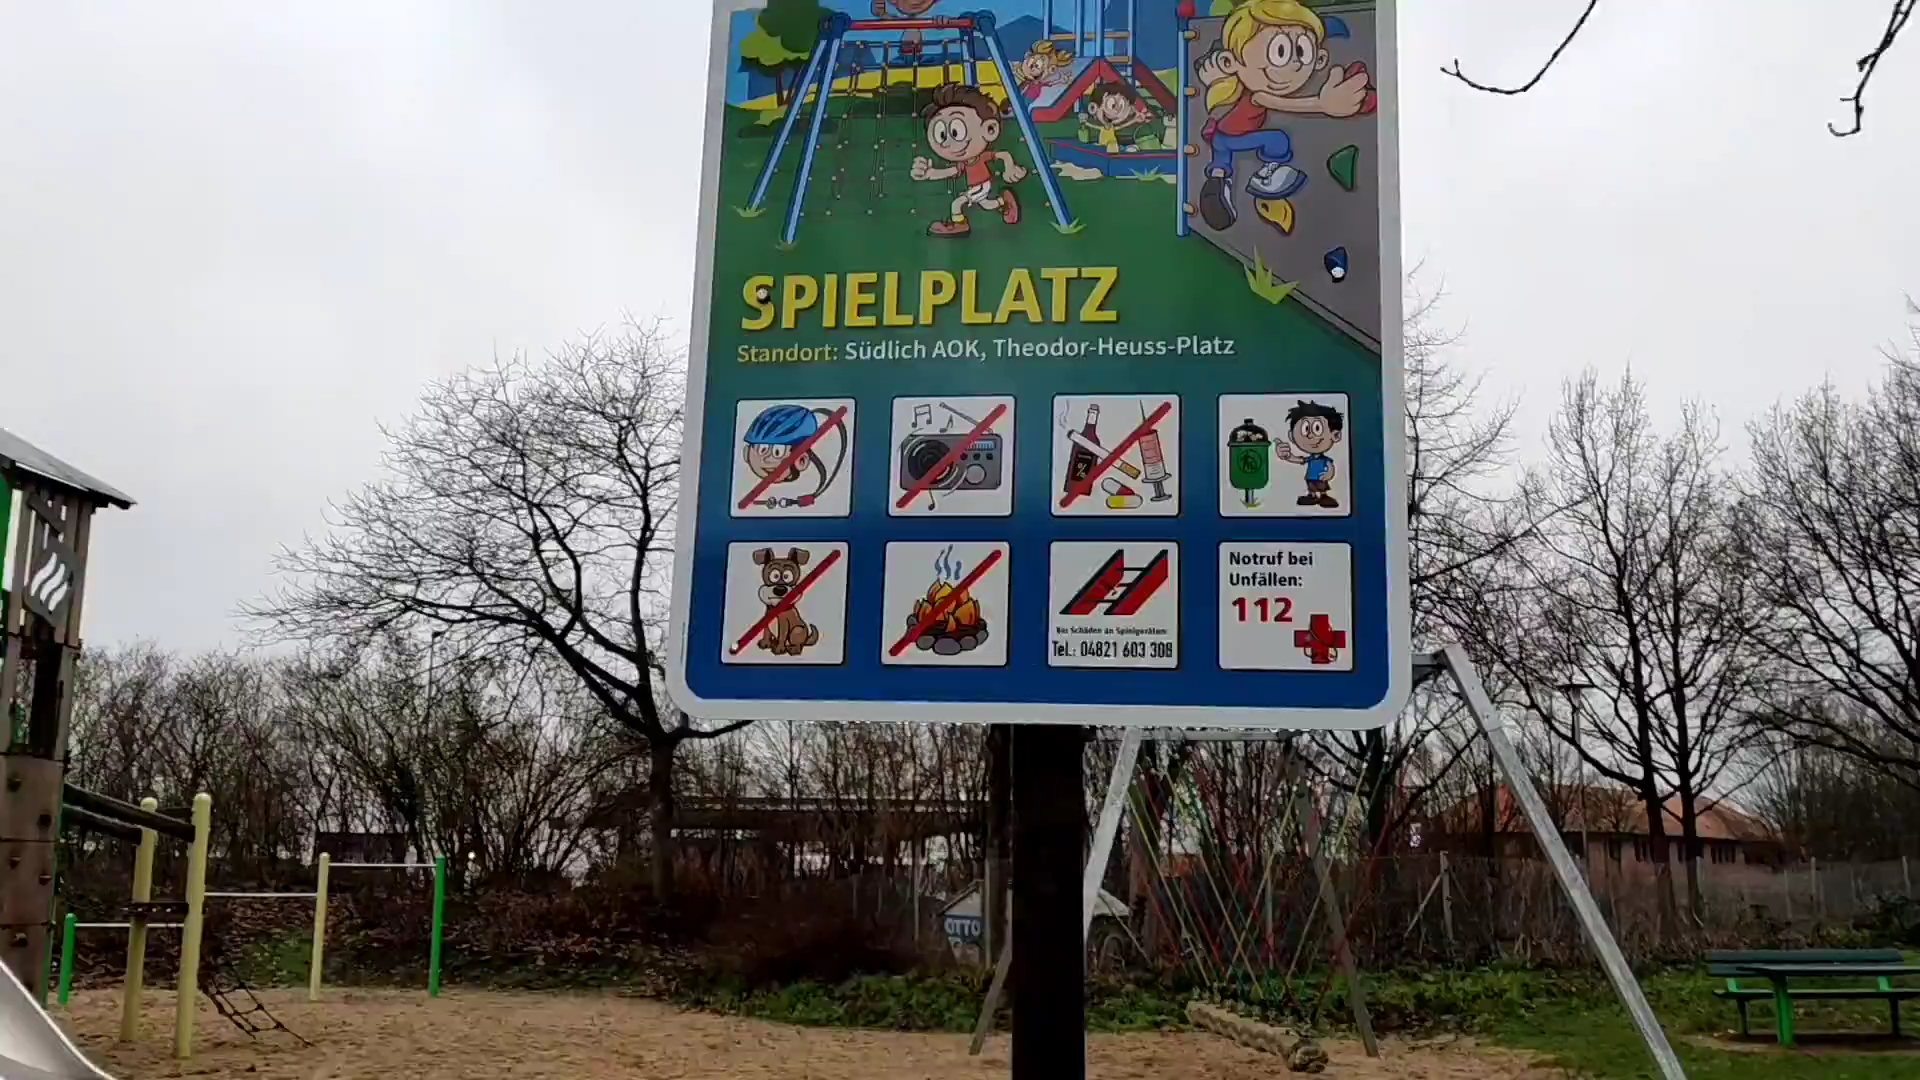 SPIELPLATZ
Standort: Südlich AOK, Theodor-Heuss-Platz
%
Notruf bei
Unfällen:
112
Bei Schäden an Spielgeräten:
Tel.: 04821 603 308
OTTO